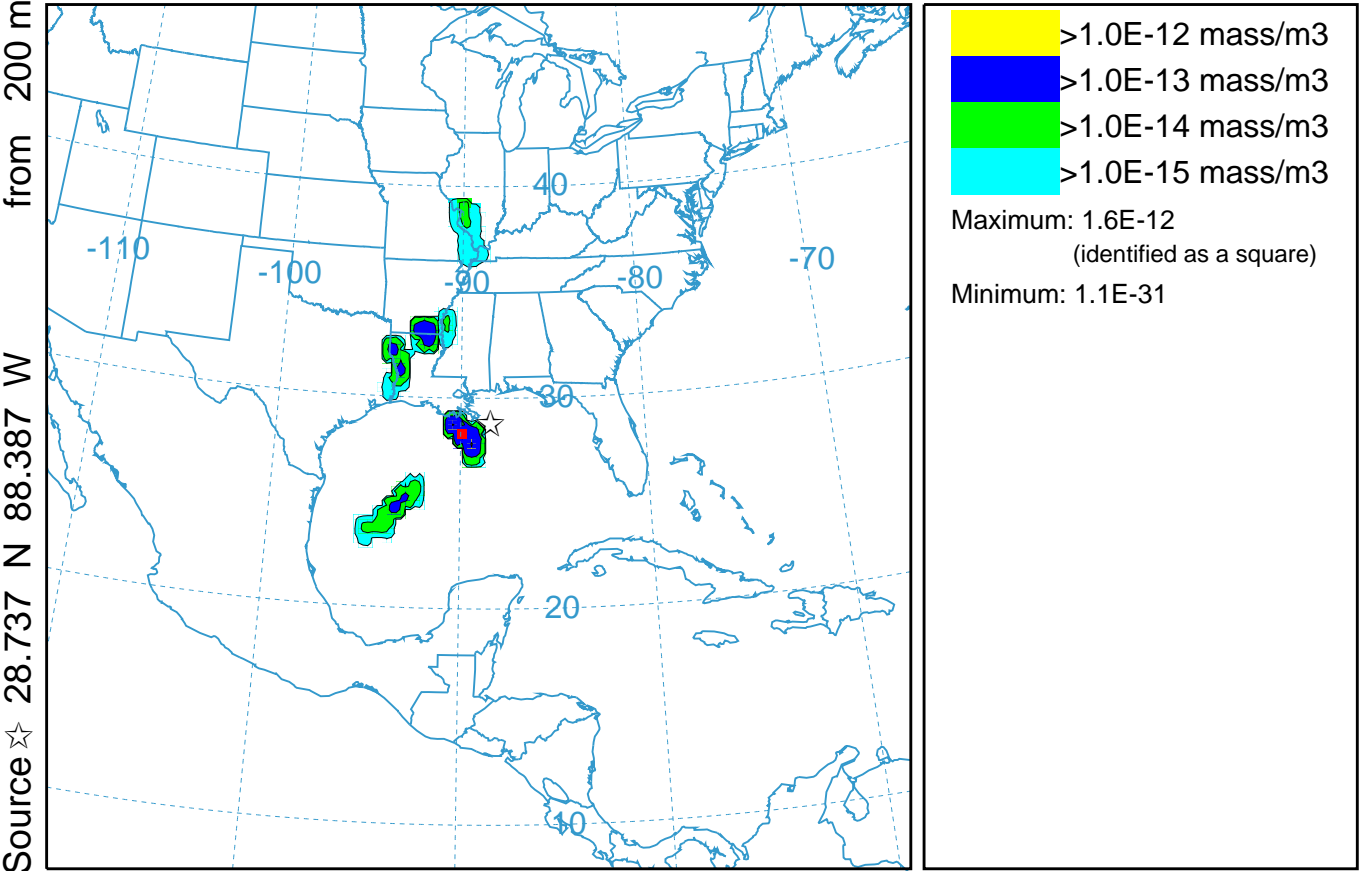 Source ☆ 28.737 N 88.387 W from 200 m
40
-110
-100
-90
-80
-70
30
20
10
>1.0E-12 mass/m3
>1.0E-13 mass/m3
>1.0E-14 mass/m3
>1.0E-15 mass/m3
Maximum: 1.6E-12
(identified as a square)
Minimum: 1.1E-31